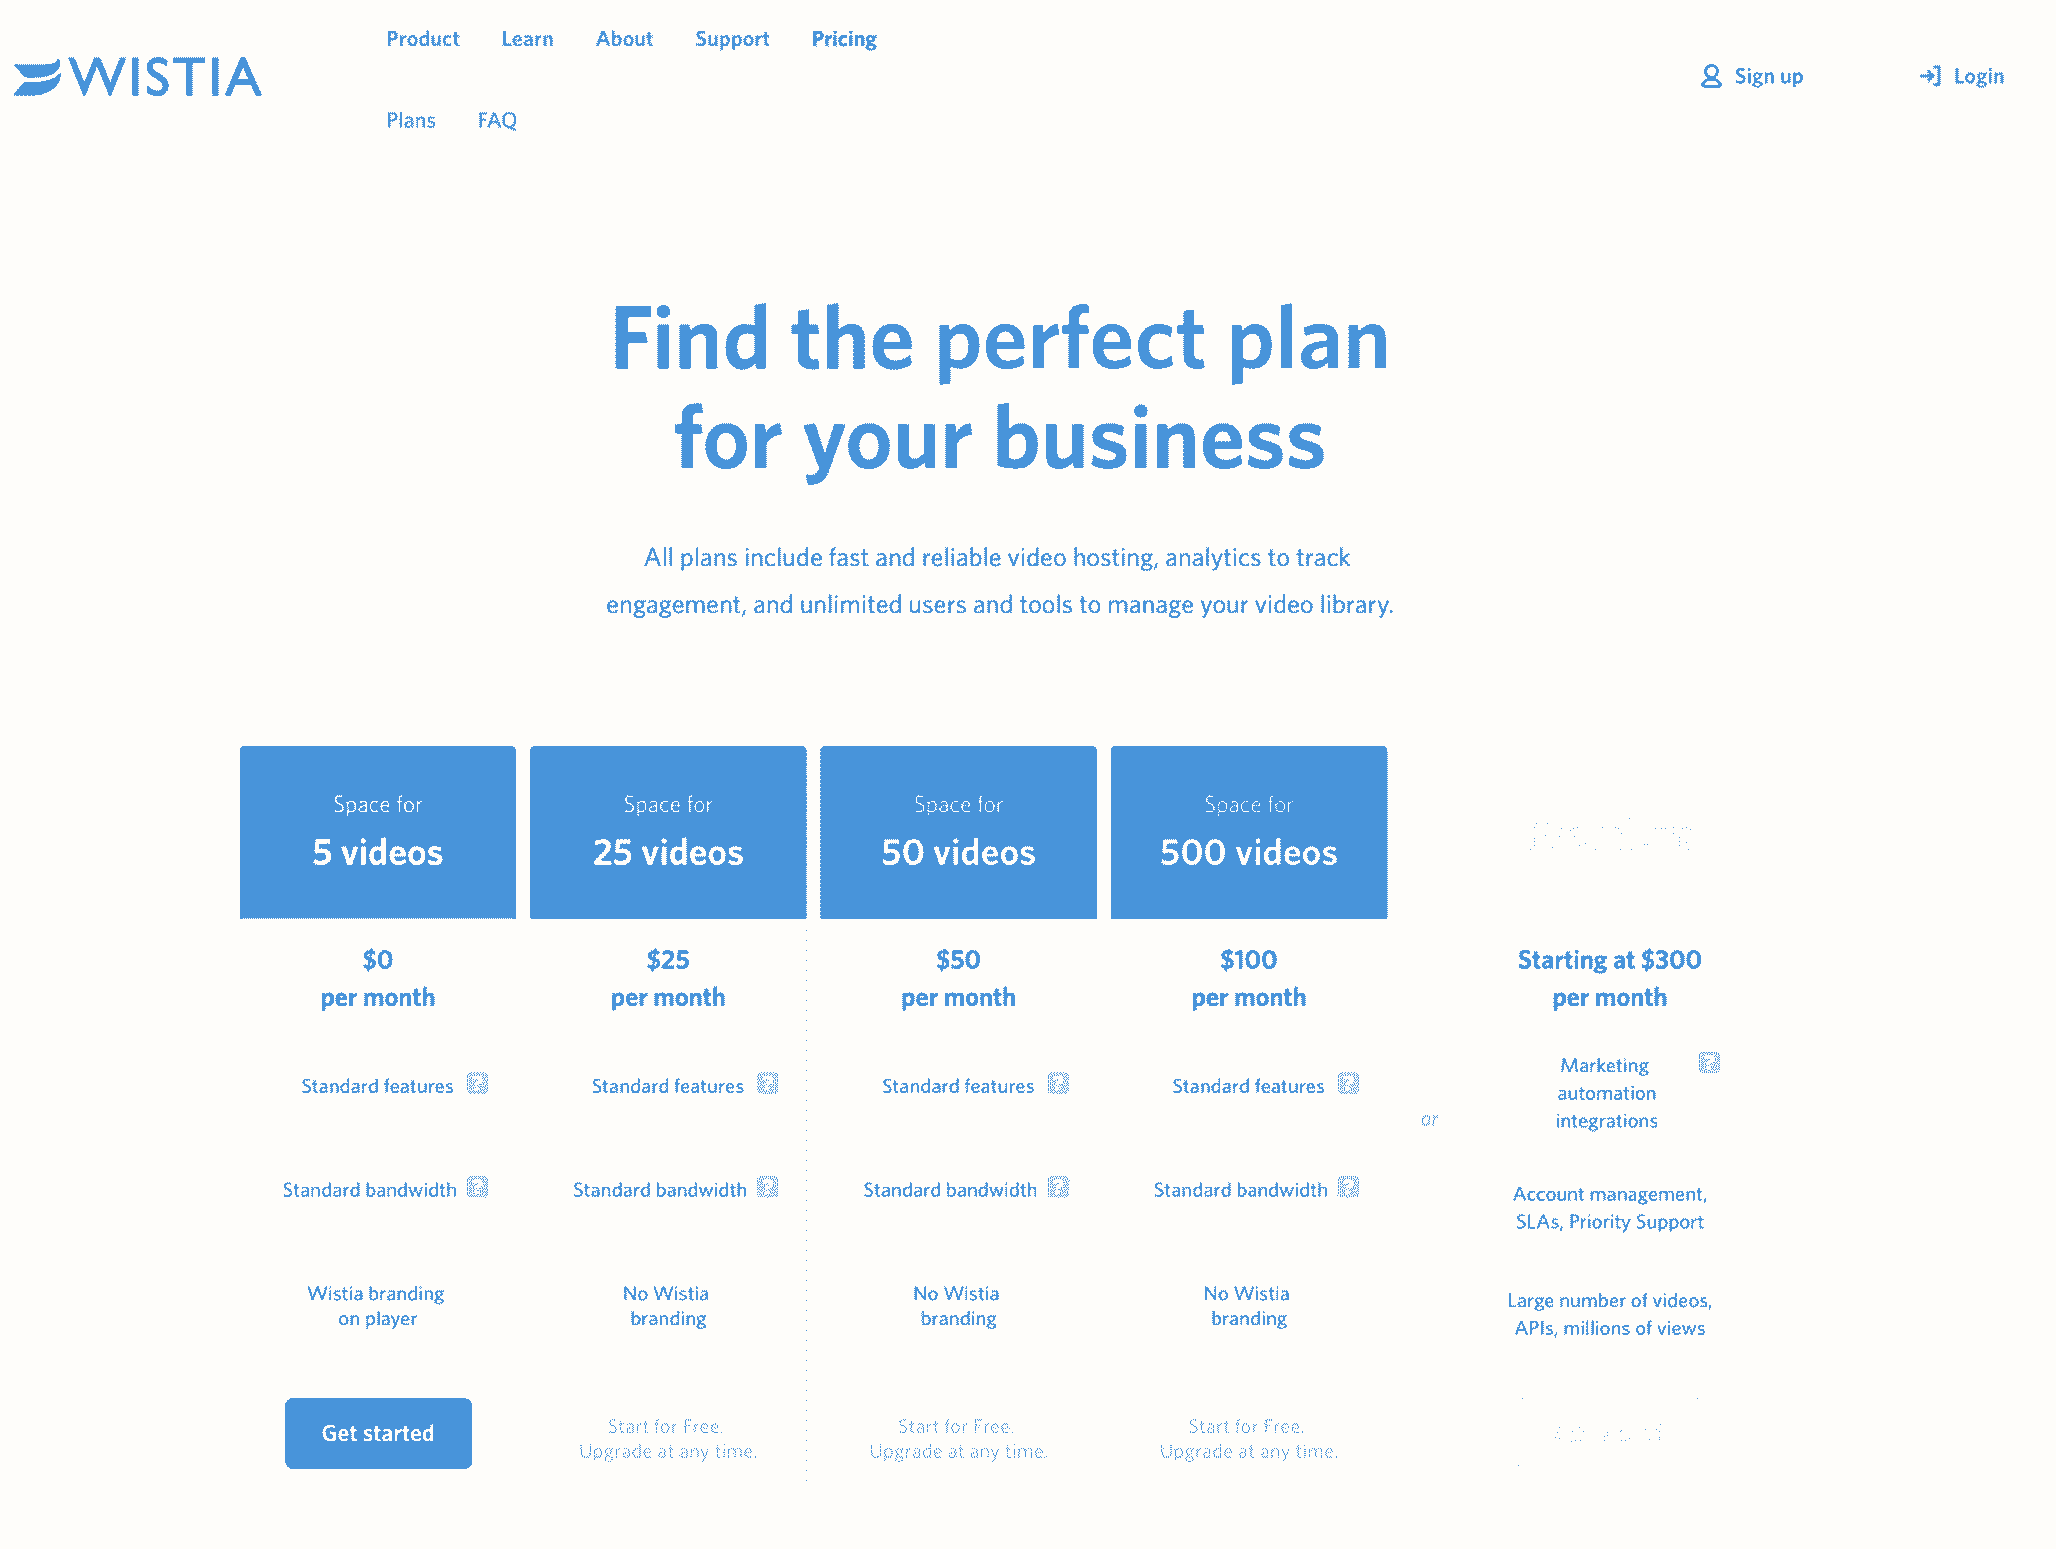 Product Learn About Support Pricing
WISTIA
Sign up Login
Plans FAQ
Find the perfect plan
for your business
All plans include fast and reliable video hosting, analytics to track
engagement, and unlimited users and tools to manage your video library.
Space for
5 videos
$0
per month
Standard features ?
Standard bandwidth ?
Wistia branding
on player
Get started
Space for
25 videos
$25
per month
Standard features ?
Standard bandwidth ?
No Wistia
branding
Start for Free.
Upgrade at any time.
Space for
50 videos
$50
per month
Standard features ?
Standard bandwidth ?
No Wistia
branding
Start for Free.
Upgrade at any time.
Space for
500 videos
$100
per month
Standard features ?
Standard bandwidth ?
No Wistia
branding
Start for Free.
Upgrade at any time.
or
Starting at $300
per month
Marketing ?
automation
integrations
Account management,
SLAs, Priority Support
Large number of videos,
APIs, millions of views